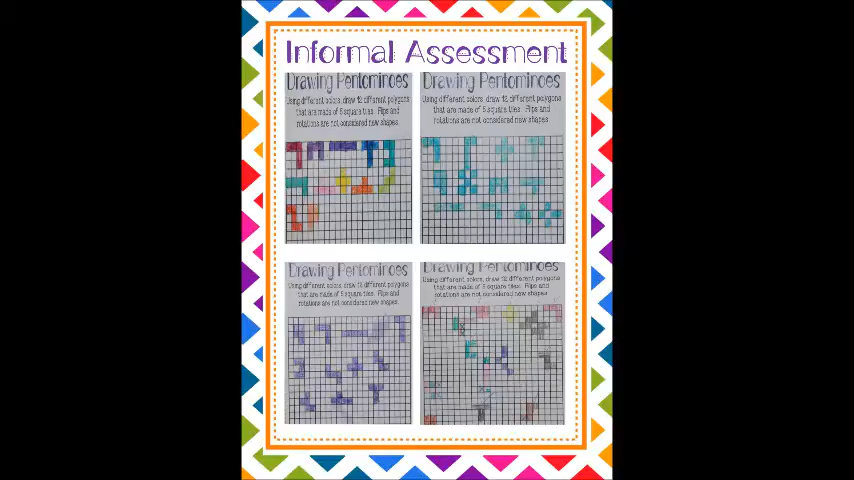 Informal Assessment
Drawing Pentominoes
Using different colors, draw 12 different polygons
that are made of 5 square tiles. Flips and
rotations are not considered new shapes.
Drawing Pentominoes
Using different colors, draw 12 different polygons
that are made of 5 square tiles. Flips and
rotations are not considered new shapes.
Drawing Pentominoes
Using different colors, draw 12 different polygons
that are made of 5 square tiles. Flips and
rotations are not considered new shapes.
Drawing Pentominoes
Using different colors, draw 12 different polygons
that are made of 5 square tiles. Flips and
rotations are not considered new shapes.